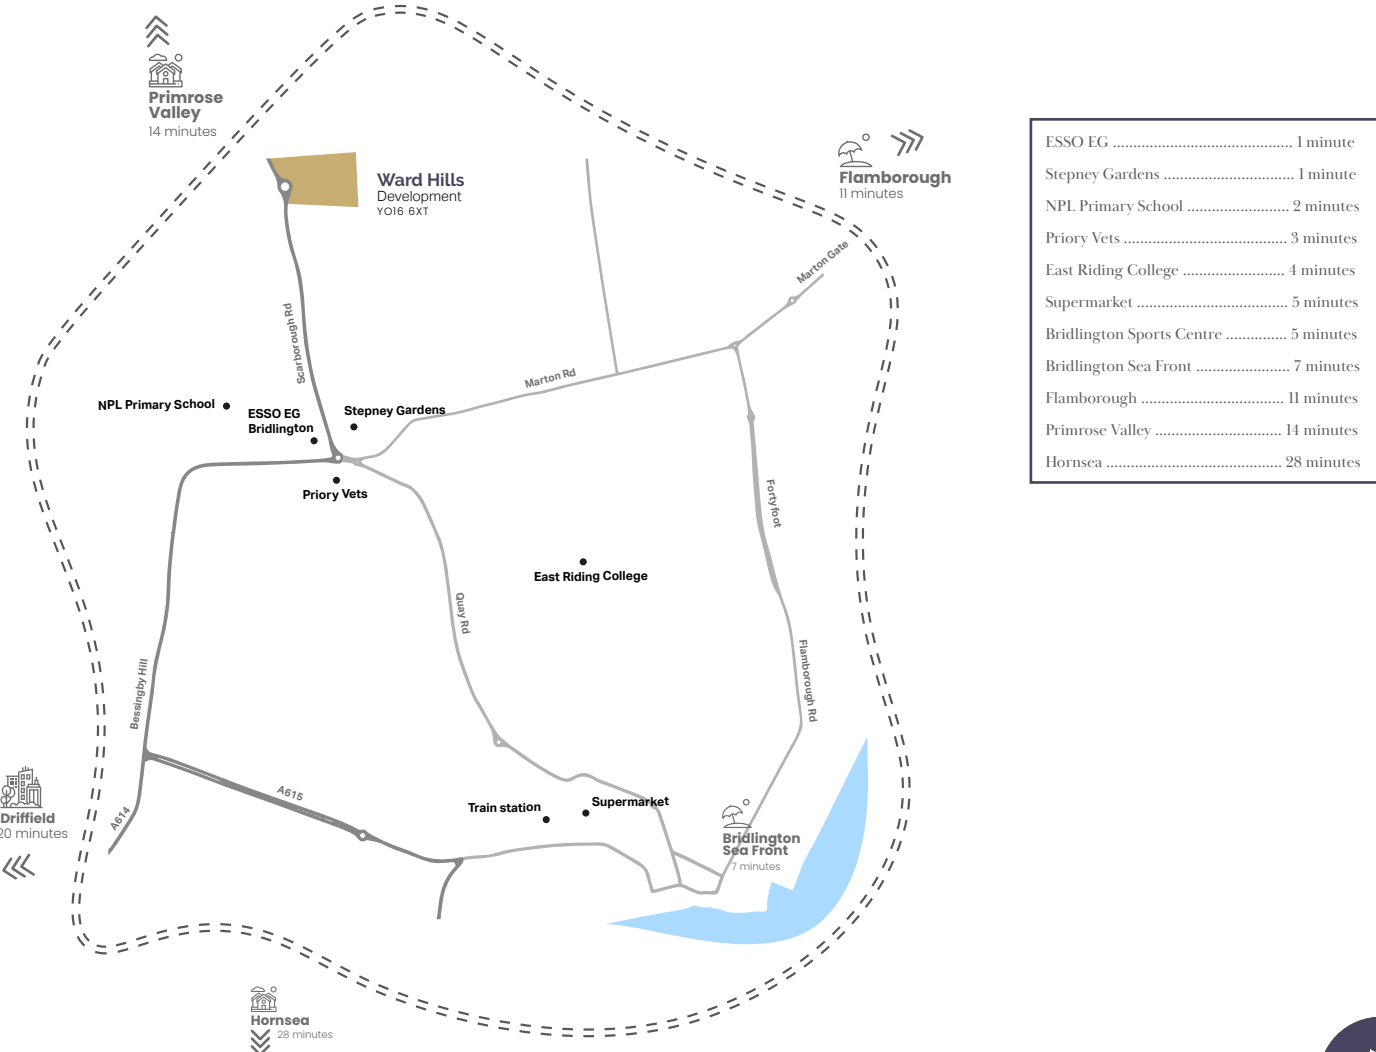 Primrose
Valley
14 minutes
Ward Hills
Development
YO16 6XT
Flamborough
11 minutes
Marton Gate
Scarborough Rd
Marton Rd
NPL Primary School
ESSO EG
Bridlington
Stepney Gardens
Priory Vets
Fortyfoot
East Riding College
Quay Rd
Flamborough Rd
Bessingby Hill
A615
A614
Train station
Supermarket
Bridlington
Sea Front
7 minutes
Driffield
20 minutes
Hornsea
28 minutes
ESSO EG ........................................... 1 minute
Stepney Gardens ............................... 1 minute
NPL Primary School ......................... 2 minutes
Priory Vets ....................................... 3 minutes
East Riding College ......................... 4 minutes
Supermarket .................................... 5 minutes
Bridlington Sports Centre ............... 5 minutes
Bridlington Sea Front ....................... 7 minutes
Flamborough ................................... 11 minutes
Primrose Valley ............................... 14 minutes
Hornsea .......................................... 28 minutes